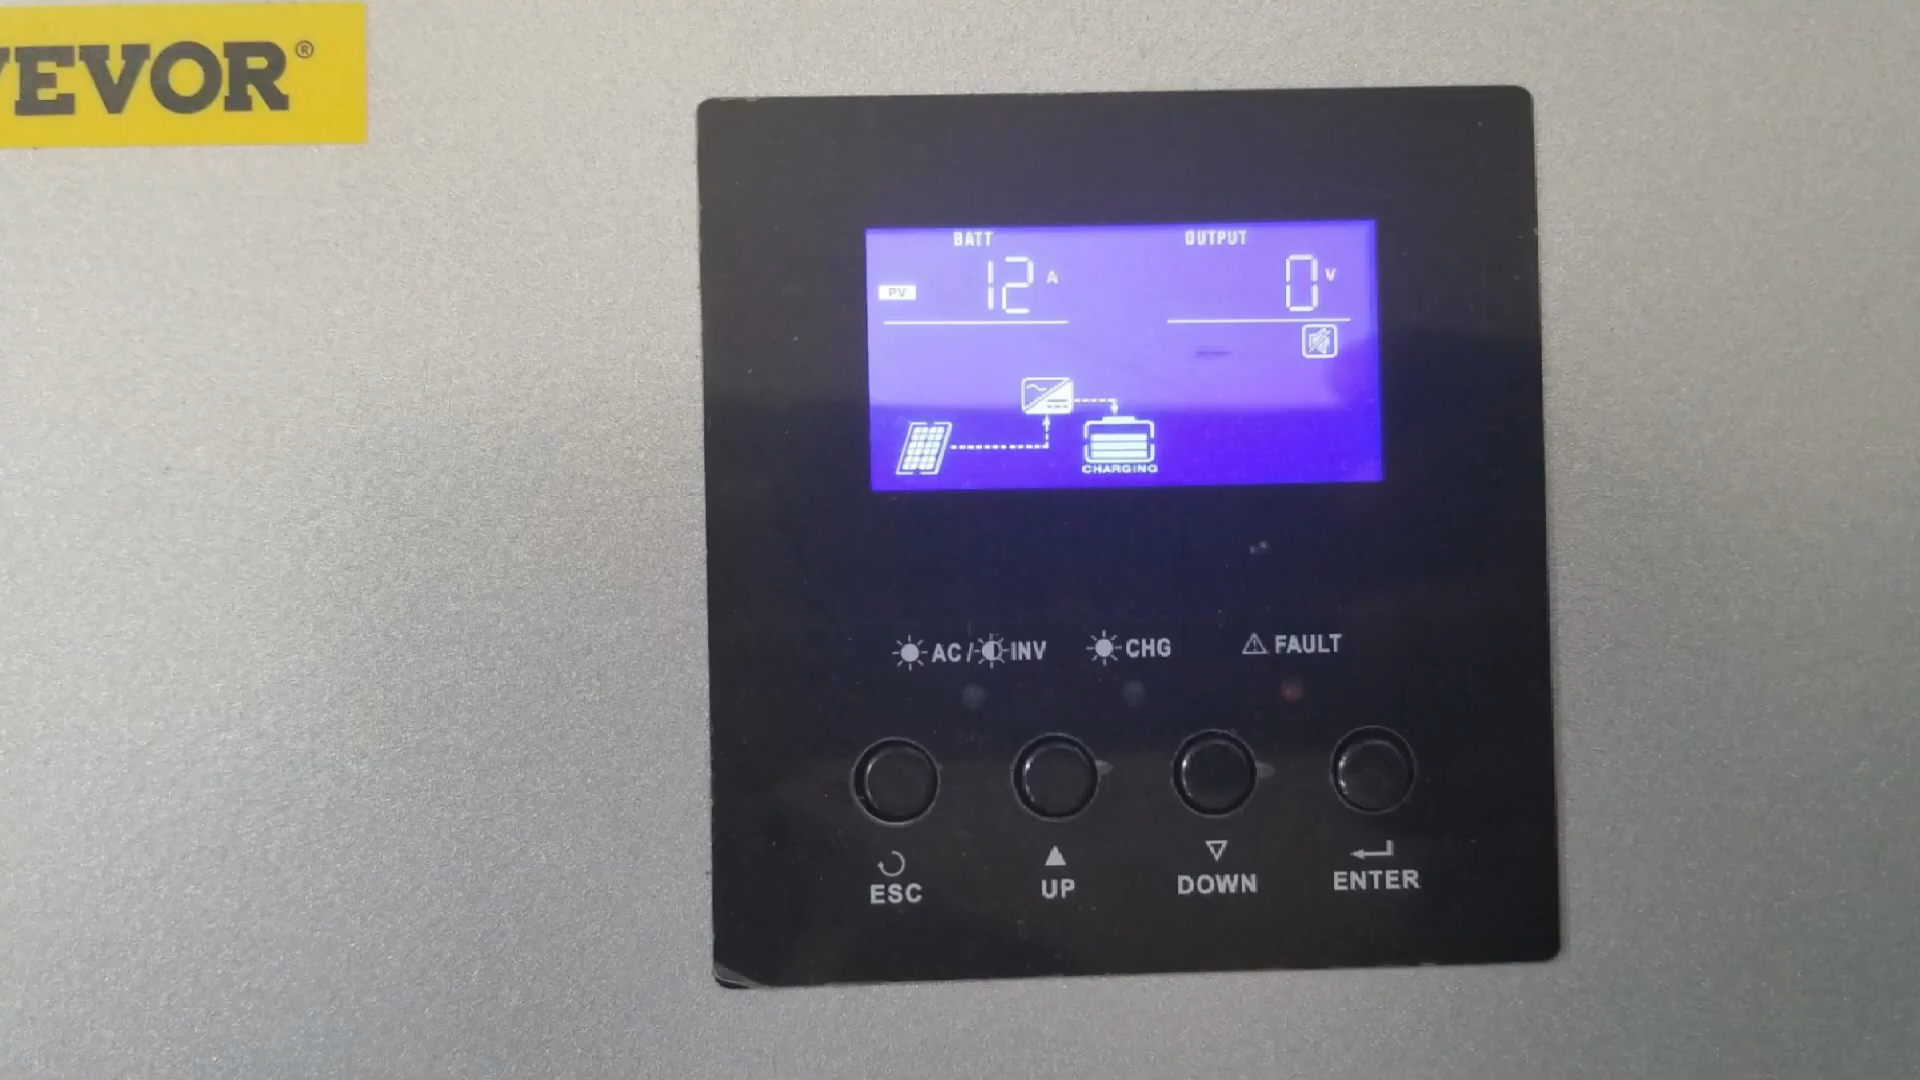 VEVOR®
BATT OUTPUT
PV 12 A 0 V
CHARGING
AC / INV CHG FAULT
ESC UP DOWN ENTER